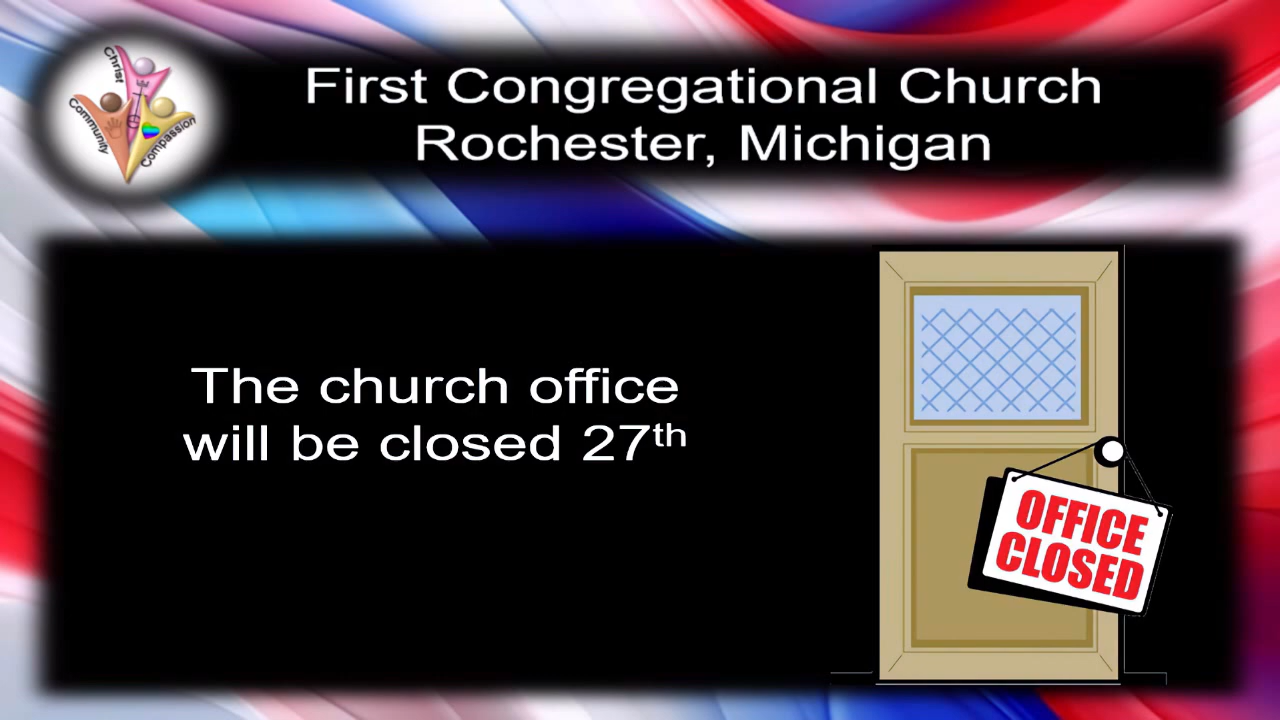 Christ
Community
Compassion
First Congregational Church
Rochester, Michigan
The church office
will be closed 27th
OFFICE
CLOSED